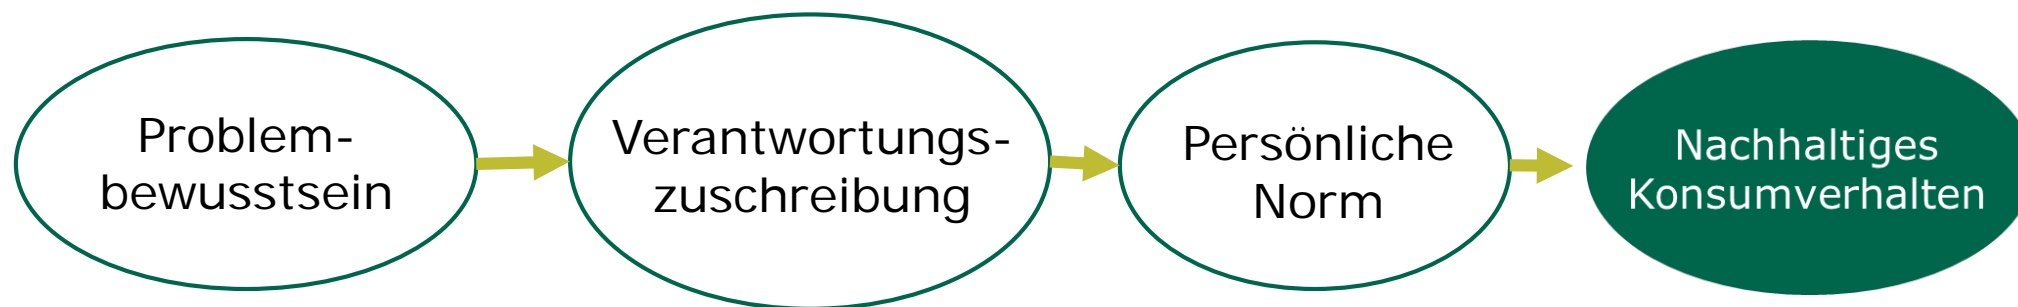 Problem-
bewusstsein
Verantwortungs-
zuschreibung
Persönliche
Norm
Nachhaltiges
Konsumverhalten